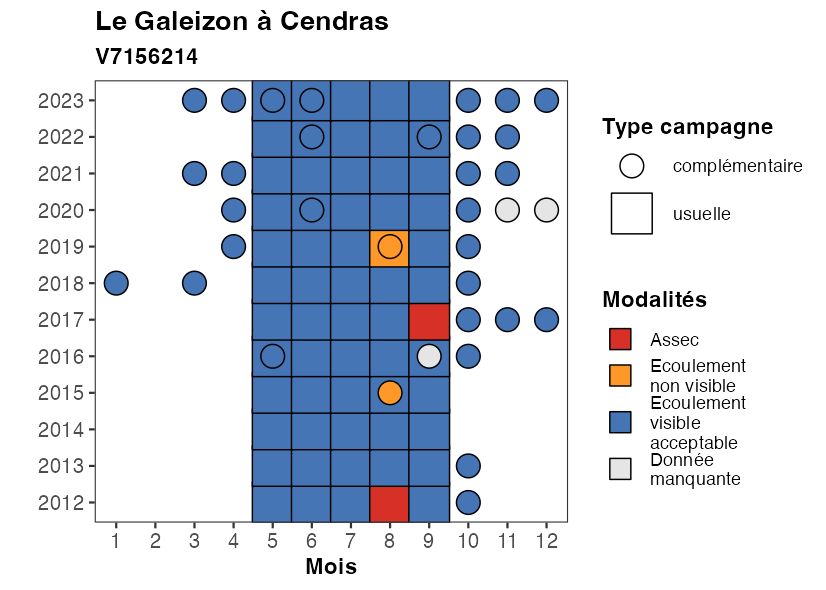 Le Galeizon à Cendras
V7156214
2023
2022
2021
2020
2019
2018
2017
2016
2015
2014
2013
2012
1 2 3 4 5 6 7 8 9 10 11 12
Mois
Type campagne
complémentaire
usuelle
Modalités
Assec
Ecoulement
non visible
Ecoulement
visible
acceptable
Donnée
manquante